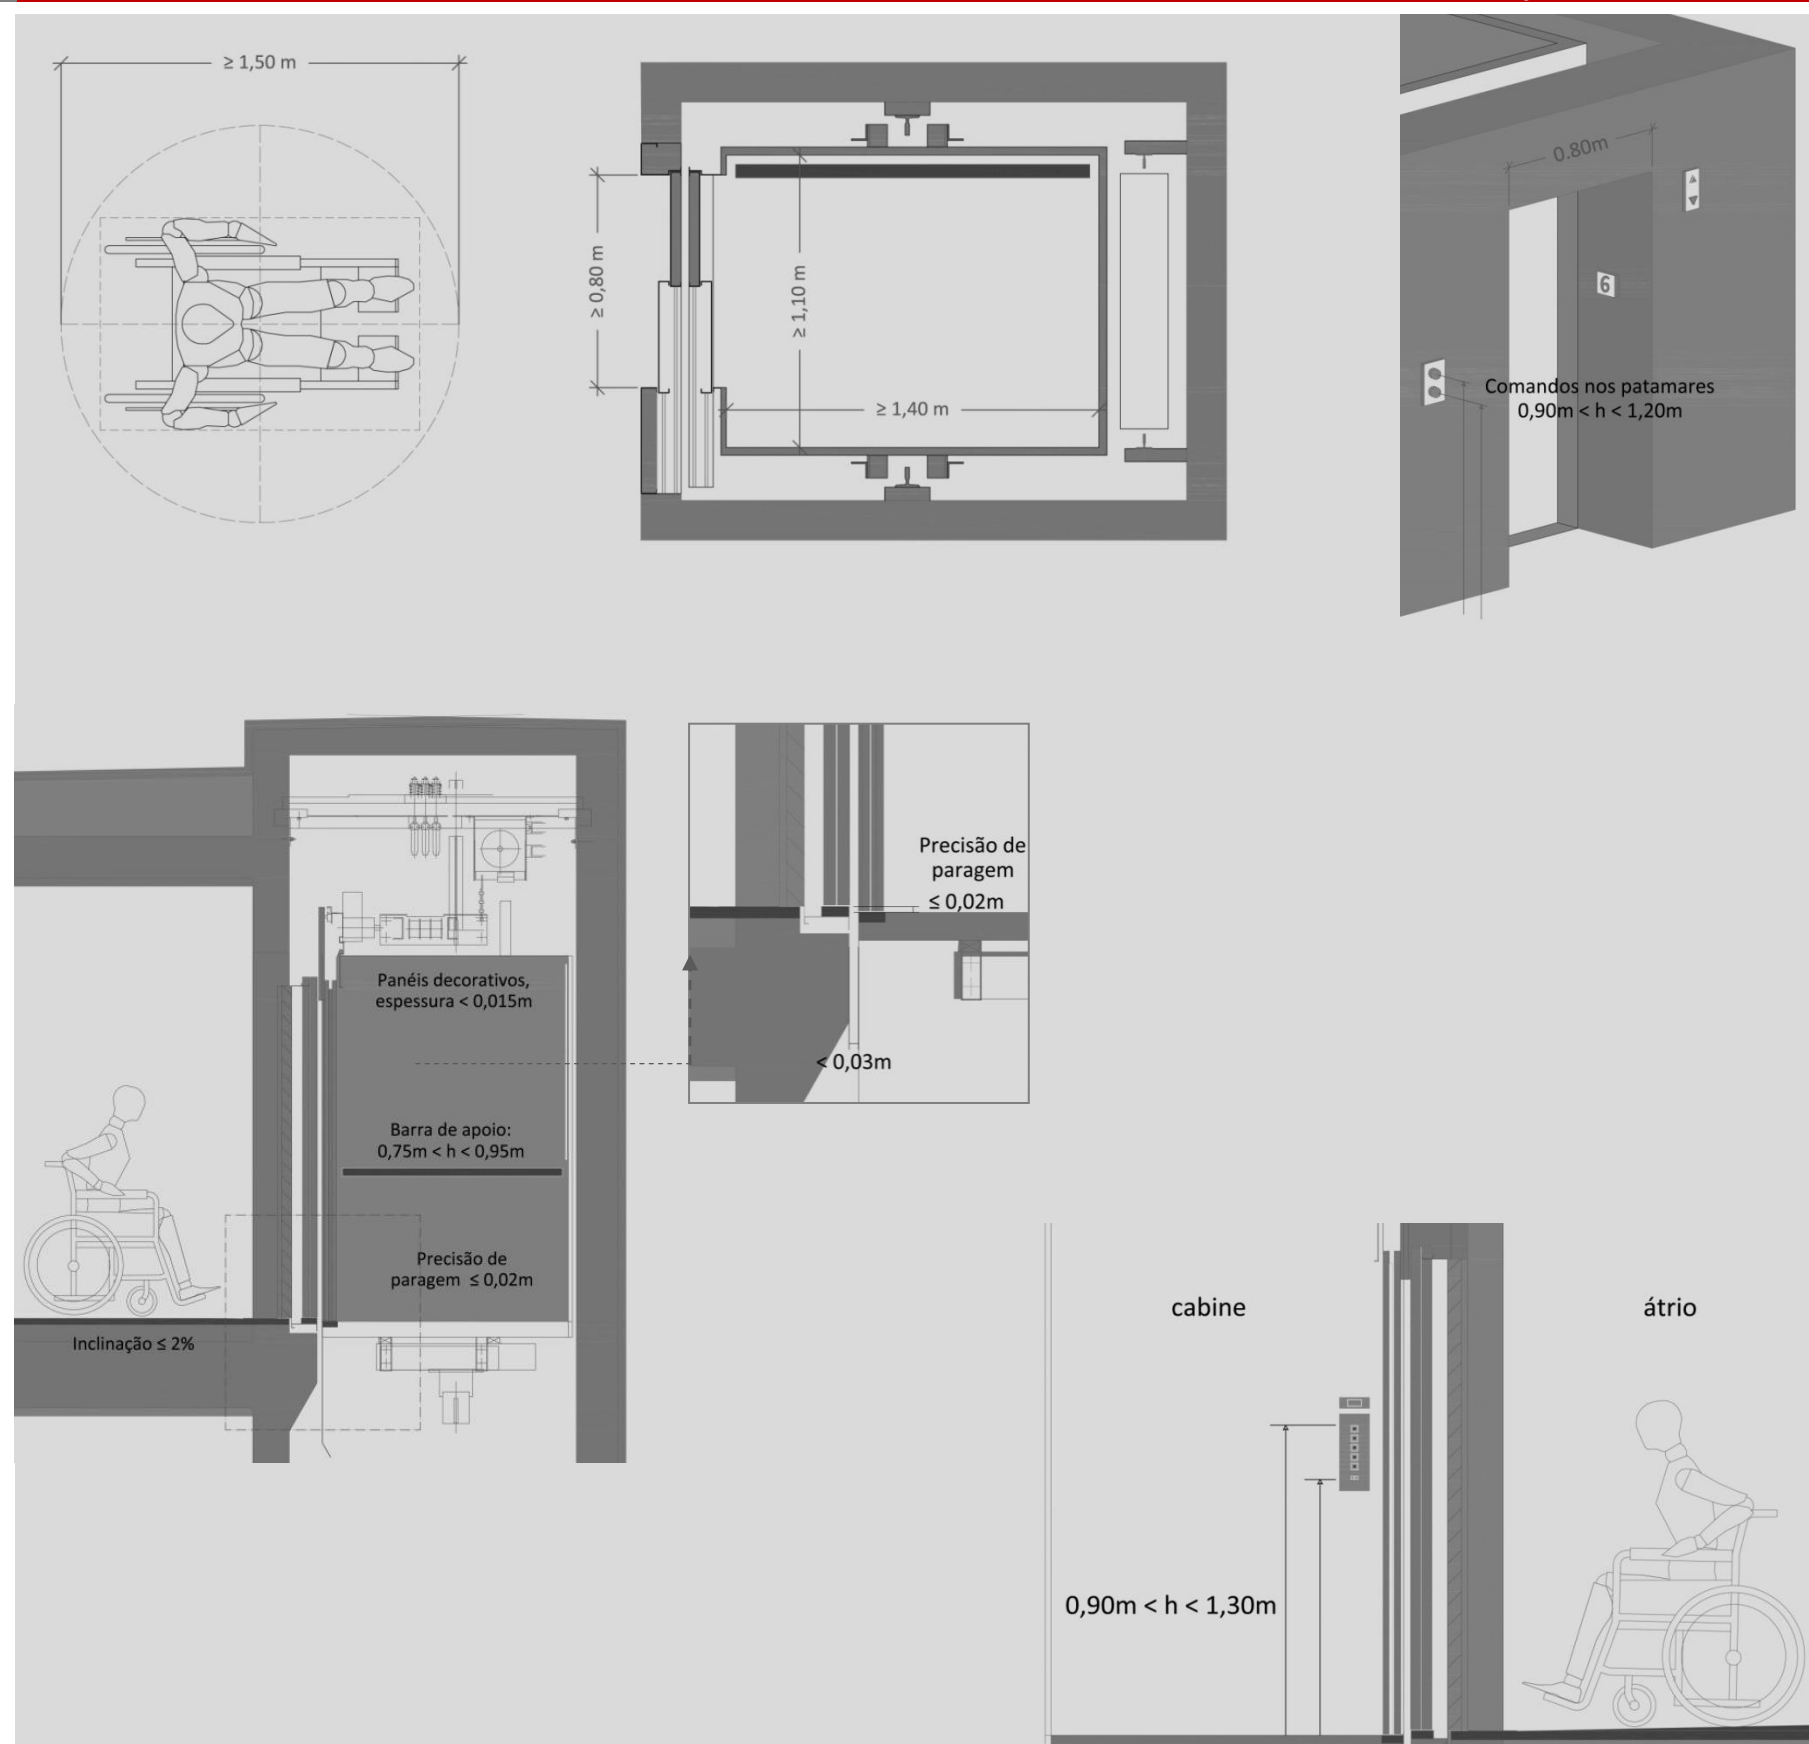 ≥ 1,50 m
≥ 0,80 m
≥ 1,10 m
≥ 1,40 m
0.80m
6
Comandos nos patamares
0,90m < h < 1,20m
Precisão de
paragem
≤ 0,02m
< 0,03m
Panéis decorativos,
espessura < 0,015m
Barra de apoio:
0,75m < h < 0,95m
Precisão de
paragem ≤ 0,02m
Inclinação ≤ 2%
cabine
átrio
0,90m < h < 1,30m